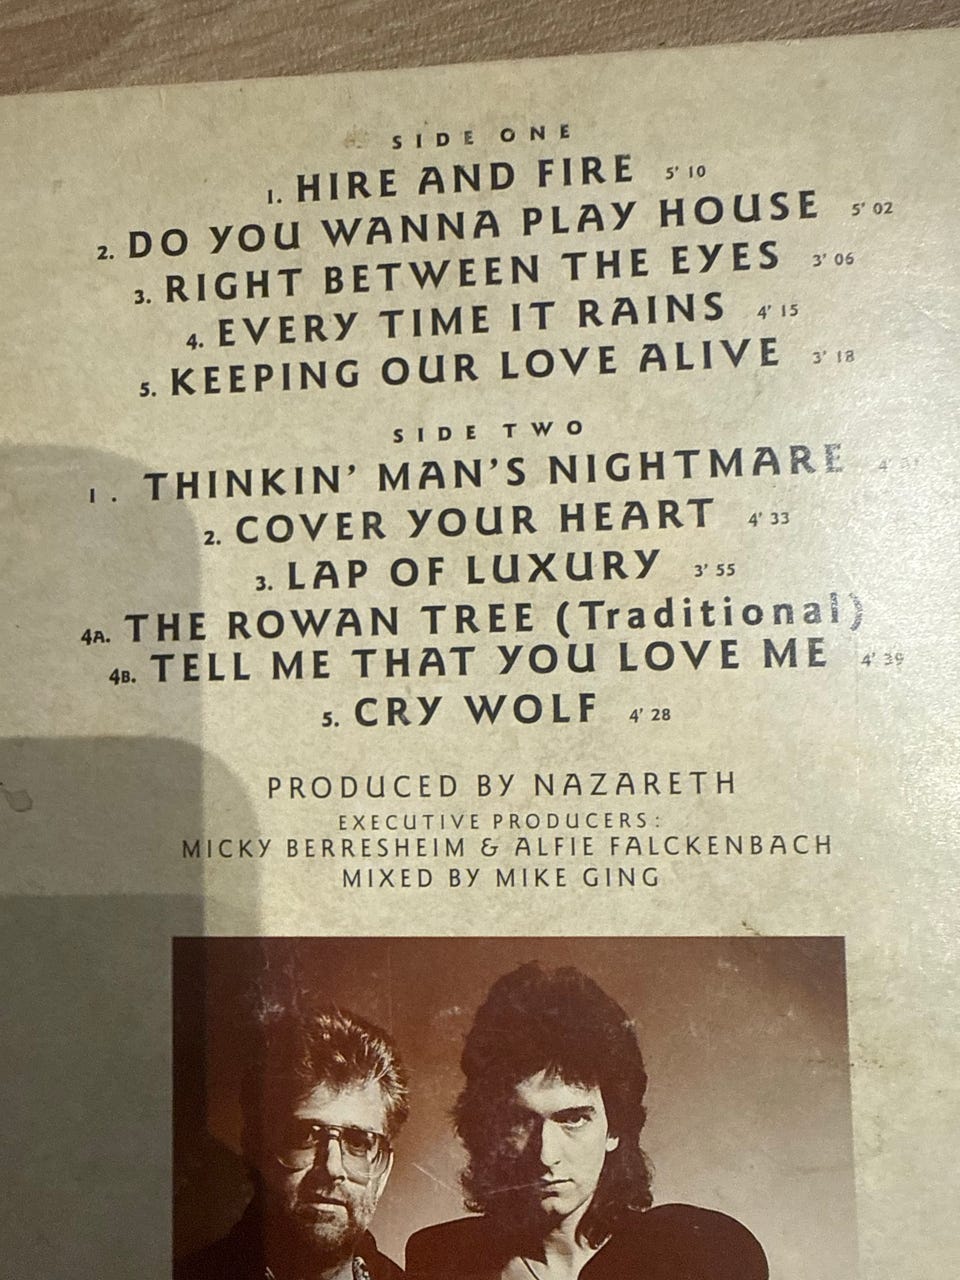 SIDE ONE
1. HIRE AND FIRE 5' 10
2. DO YOU WANNA PLAY HOUSE 5' 02
3. RIGHT BETWEEN THE EYES 3' 06
4. EVERY TIME IT RAINS 4' 15
5. KEEPING OUR LOVE ALIVE 3' 18
SIDE TWO
1. THINKIN' MAN'S NIGHTMARE
2. COVER YOUR HEART 4' 33
3. LAP OF LUXURY 3' 55
4A. THE ROWAN TREE (Traditional)
4B. TELL ME THAT YOU LOVE ME 4' 39
5. CRY WOLF 4' 28
PRODUCED BY NAZARETH
EXECUTIVE PRODUCERS:
MICKY BERRESHEIM & ALFIE FALCKENBACH
MIXED BY MIKE GING